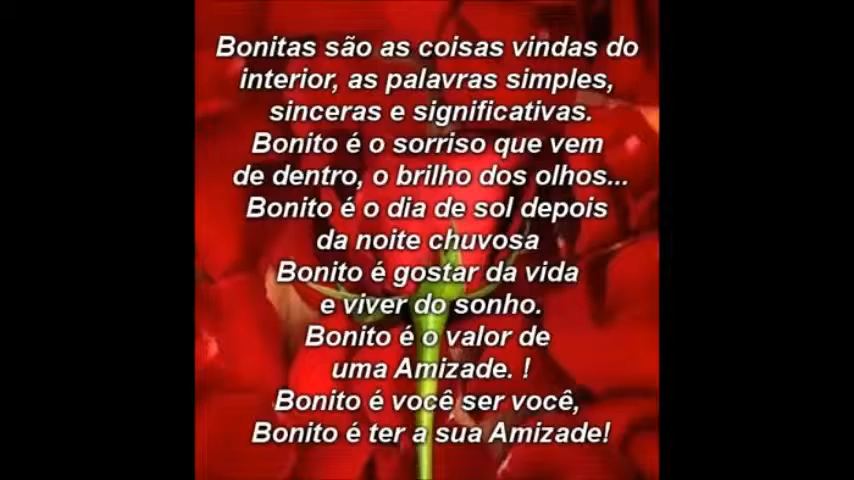 Bonitas são as coisas vindas do
interior, as palavras simples,
sinceras e significativas.
Bonito é o sorriso que vem
de dentro, o brilho dos olhos...
Bonito é o dia de sol depois
da noite chuvosa
Bonito é gostar da vida
e viver do sonho.
Bonito é o valor de
uma Amizade. !
Bonito é você ser você,
Bonito é ter a sua Amizade!